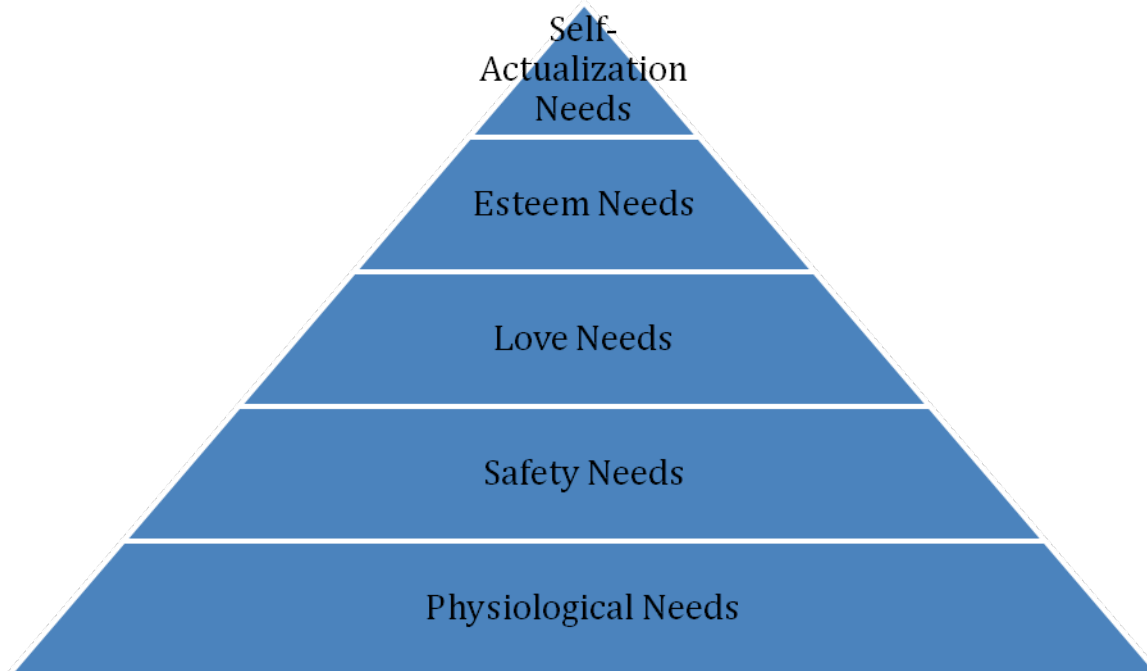 Self-
Actualization
Needs
Esteem Needs
Love Needs
Safety Needs
Physiological Needs